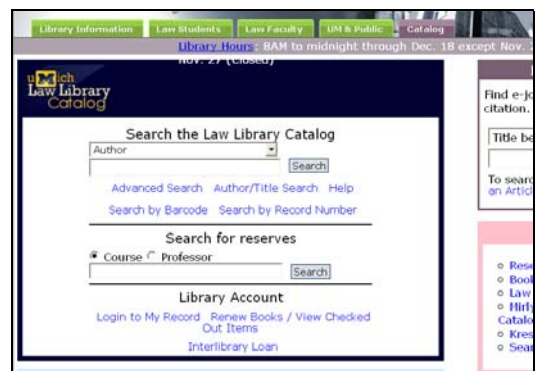 Library Information Law Students Law Faculty UM & Public Catalog
Library Hours: 8AM to midnight through Dec. 18 except Nov.
Nov. 27 (Closed)
uMich
Law Library
Catalog
Search the Law Library Catalog
Author
Search
Advanced Search Author/Title Search Help
Search by Barcode Search by Record Number
Search for reserves
Course Professor
Search
Library Account
Login to My Record Renew Books / View Checked
Out Items
Interlibrary Loan
Find e-jo
citation.
Title be
To searc
an Artic
Rese
Book
Law
Mirly
Catalo
Kres
Sear